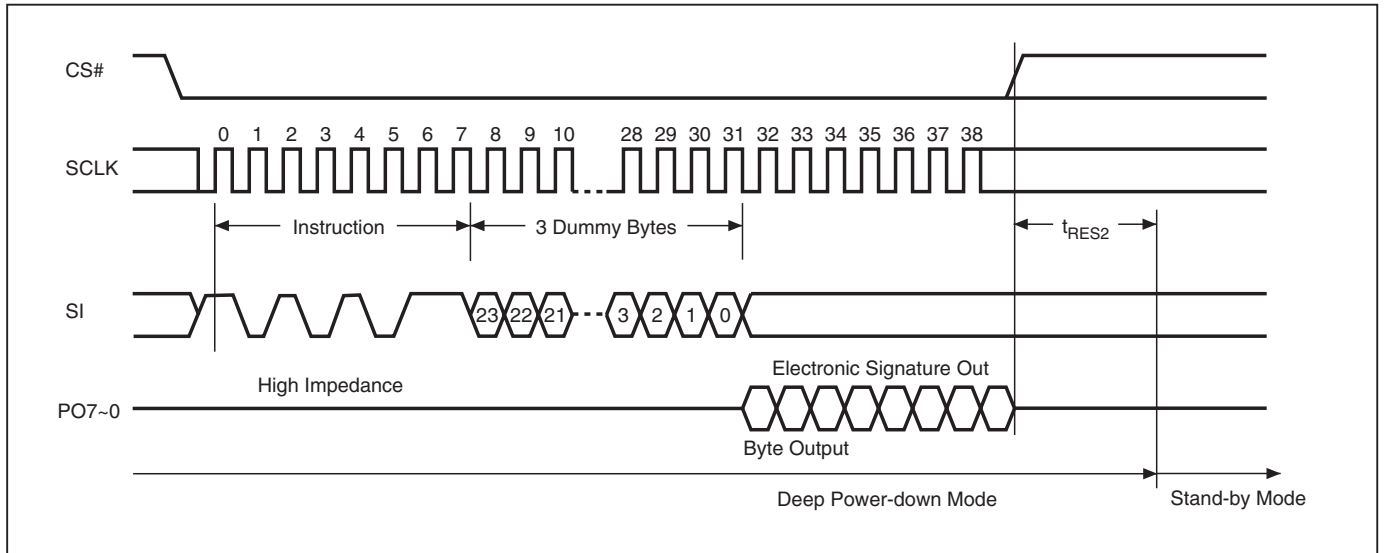 CS#
0 1 2 3 4 5 6 7 8 9 10 28 29 30 31 32 33 34 35 36 37 38
SCLK
Instruction 3 Dummy Bytes tRES2
SI
23 22 21 3 2 1 0
Electronic Signature Out
High Impedance
PO7~0
Byte Output
Deep Power-down Mode Stand-by Mode